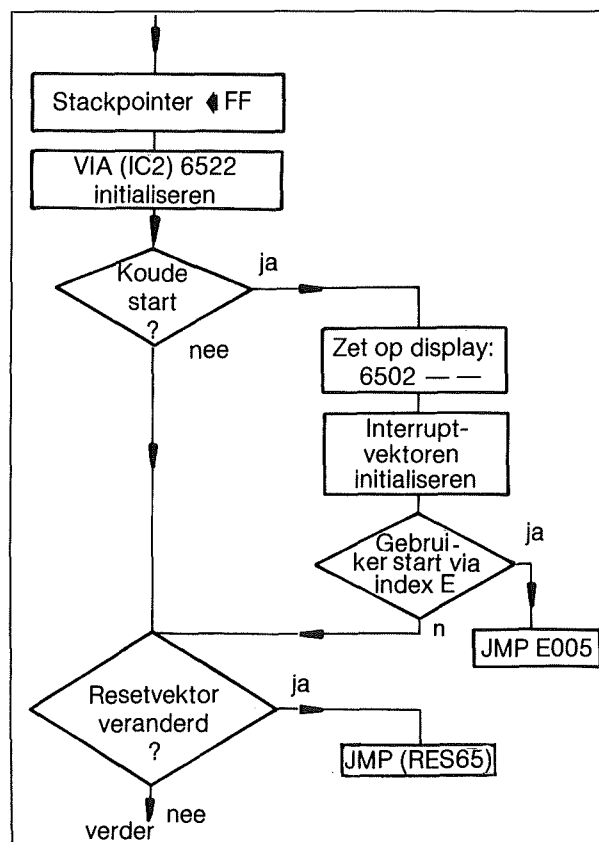 Stackpointer ◀ FF
VIA (IC2) 6522
initialiseren
Koude
start
?
ja
nee
Zet op display:
6502 — —
Interrupt-
vektoren
initialiseren
Gebrui-
ker start via
index E
ja
n
JMP E005
Resetvektor
veranderd
?
ja
JMP (RES65)
nee
verder